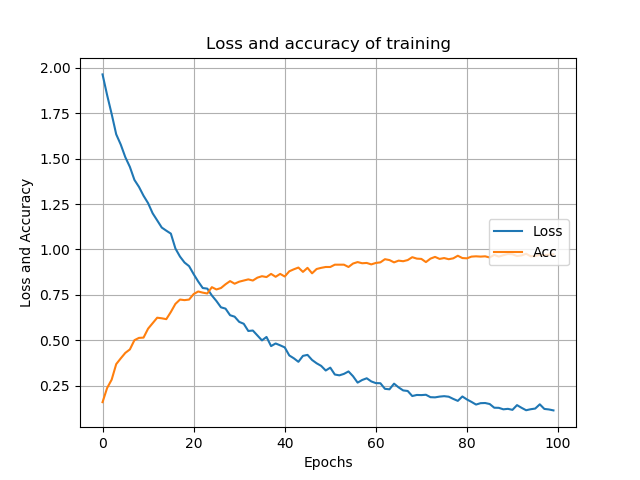 Loss and accuracy of training
2.00
1.75
1.50
1.25
1.00
0.75
0.50
0.25
Loss and Accuracy
Loss
Acc
0 20 40 60 80 100
Epochs